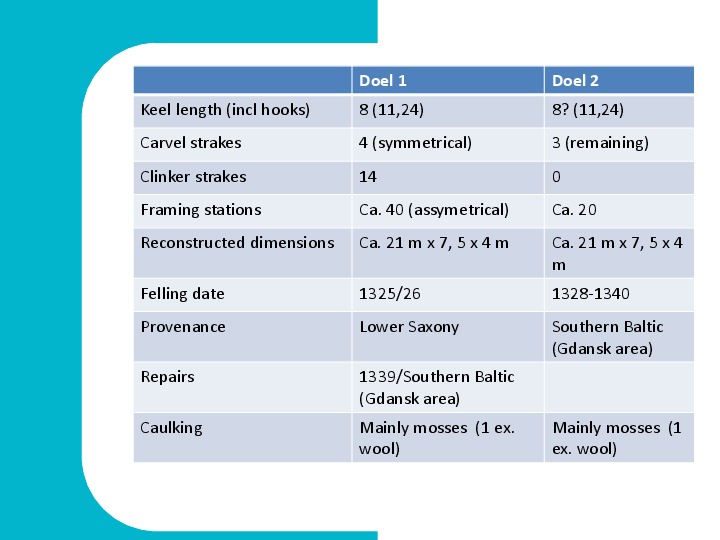 Doel 1 Doel 2
Keel length (incl hooks) 8 (11,24) 8? (11,24)
Carvel strakes 4 (symmetrical) 3 (remaining)
Clinker strakes 14 0
Framing stations Ca. 40 (assymetrical) Ca. 20
Reconstructed dimensions Ca. 21 m x 7, 5 x 4 m Ca. 21 m x 7, 5 x 4
m
Felling date 1325/26 1328-1340
Provenance Lower Saxony Southern Baltic
(Gdansk area)
Repairs 1339/Southern Baltic
(Gdansk area)
Caulking Mainly mosses (1 ex. Mainly mosses (1
wool) ex. wool)